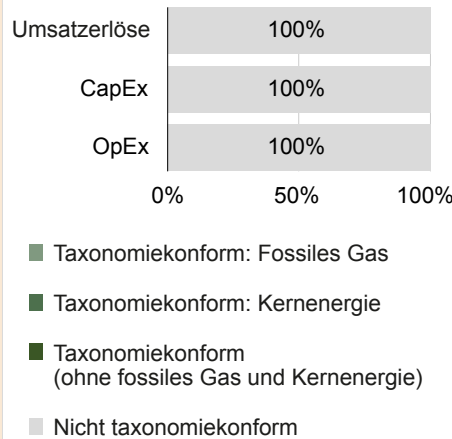 Umsatzerlöse 100%
CapEx 100%
OpEx 100%
0% 50% 100%
Taxonomiekonform: Fossiles Gas
Taxonomiekonform: Kernenergie
Taxonomiekonform
(ohne fossiles Gas und Kernenergie)
Nicht taxonomiekonform